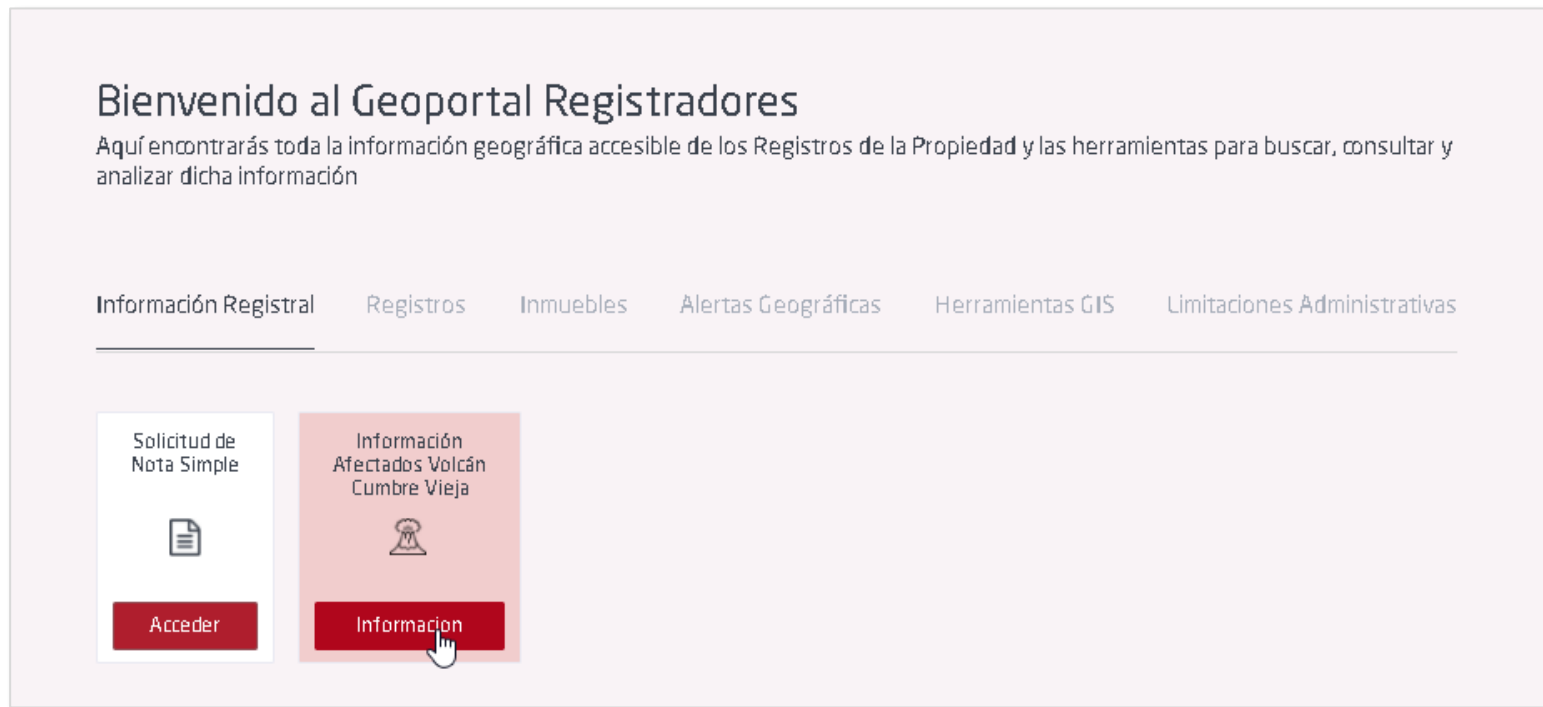 Bienvenido al Geoportal Registradores
Aquí encontrarás toda la información geográfica accesible de los Registros de la Propiedad y las herramientas para buscar, consultar y
analizar dicha información
Información Registral Registros Inmuebles Alertas Geográficas Herramientas GIS Limitaciones Administrativas
Solicitud de
Nota Simple
Acceder
Información
Afectados Volcán
Cumbre Vieja
Informacion